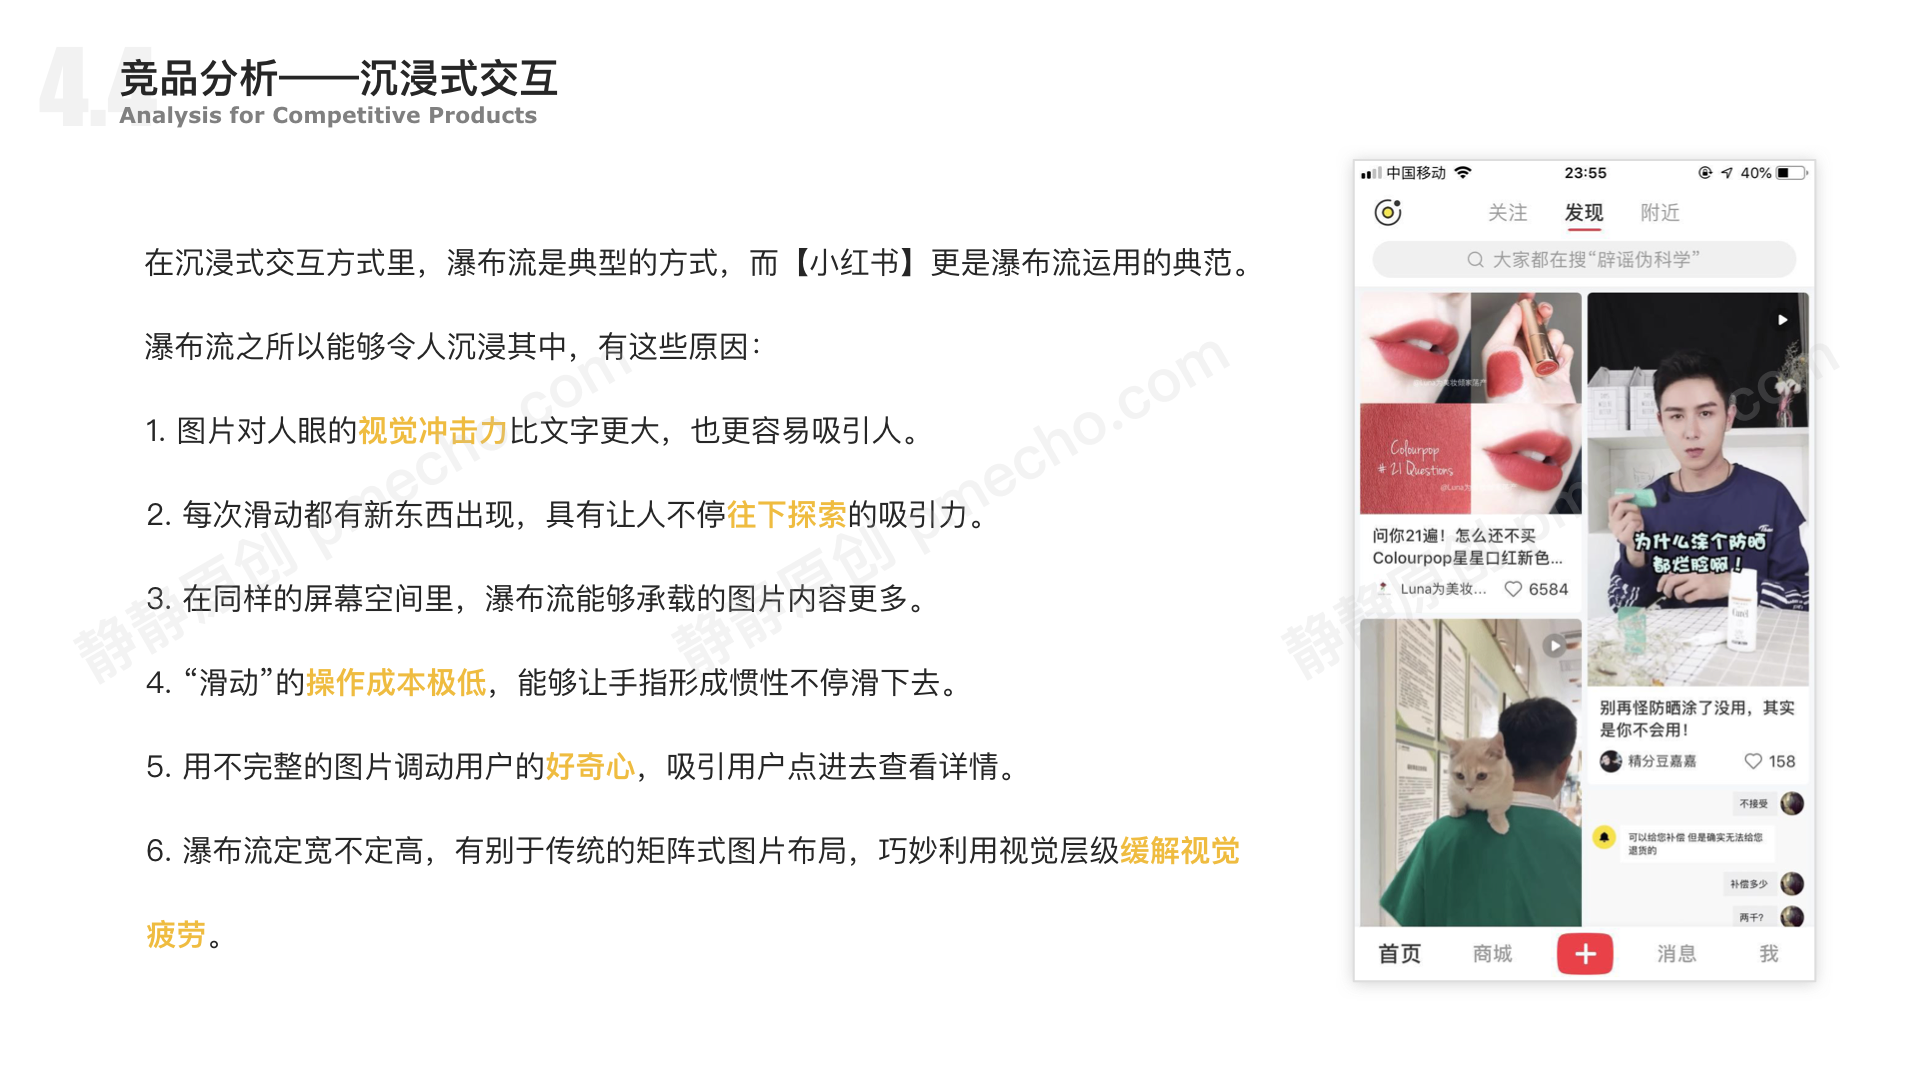 4.4
竞品分析——沉浸式交互
Analysis for Competitive Products
在沉浸式交互方式里，瀑布流是典型的方式，而【小红书】更是瀑布流运用的典范。
瀑布流之所以能够令人沉浸其中，有这些原因：
1. 图片对人眼的视觉冲击力比文字更大，也更容易吸引人。
2. 每次滑动都有新东西出现，具有让人不停往下探索的吸引力。
3. 在同样的屏幕空间里，瀑布流能够承载的图片内容更多。
4. “滑动”的操作成本极低，能够让手指形成惯性不停滑下去。
5. 用不完整的图片调动用户的好奇心，吸引用户点进去查看详情。
6. 瀑布流定宽不定高，有别于传统的矩阵式图片布局，巧妙利用视觉层级缓解视觉
疲劳。
静静原创 pmecho.com
静静原创 pmecho.com
静静原创 pmecho.com
中国移动
23:55
40%
关注
发现
附近
大家都在搜“辟谣伪科学”
Colourpop
# 21 Questions
问你21遍！怎么还不买
Colourpop星星口红新色...
Luna为美妆...
6584
为什么涂个防晒
都烂脸啊！
Curél
别再怪防晒涂了没用，其实
是你不会用！
精分豆嘉嘉
158
不接受
可以给您补偿 但是确实无法给您
退货的
补偿多少
两千?
首页
商城
消息
我